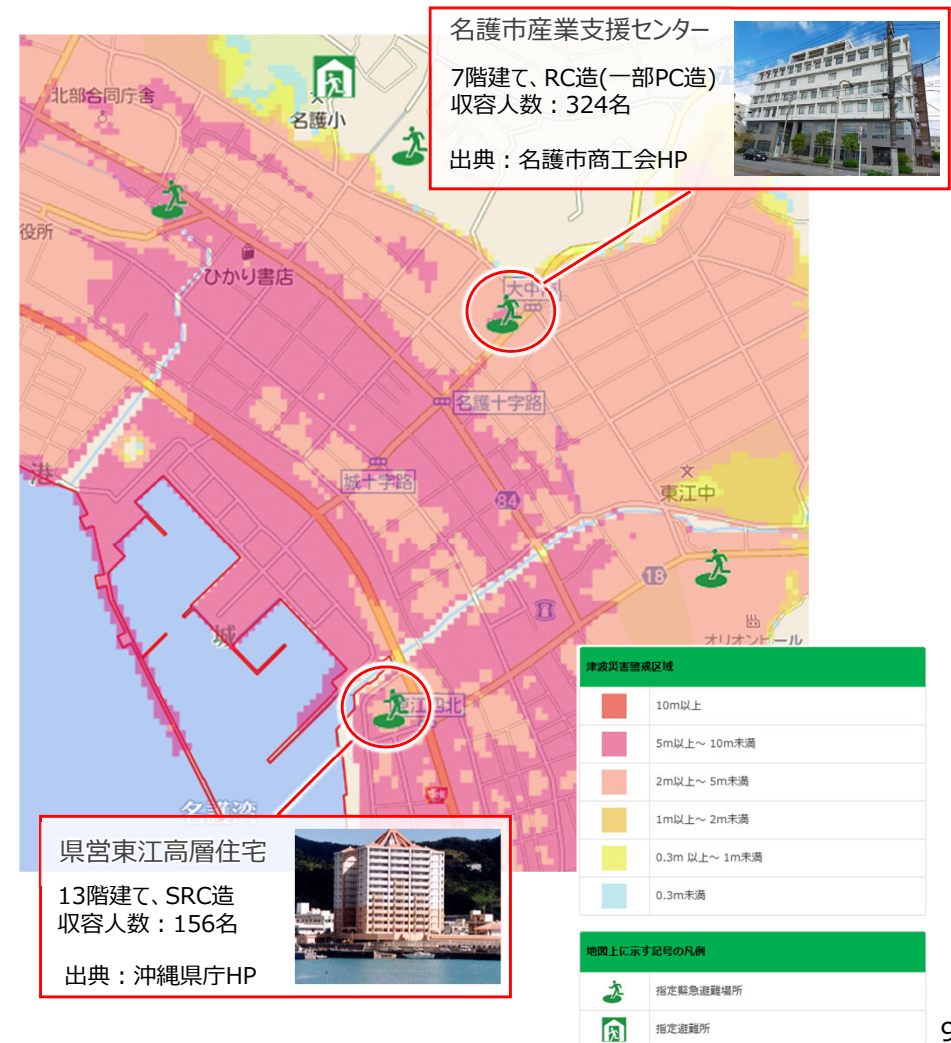 名護市産業支援センター
7階建て、RC造(一部PC造)
収容人数：324名
出典：名護市商工会HP
北部合同庁舎
名護小
役所
ひかり書店
大中
名護十字路
城十字路
港
84
東江中
18
城
オリオンビール
東江四北
名護湾
県営東江高層住宅
13階建て、SRC造
収容人数：156名
出典：沖縄県庁HP
津波災害警戒区域
10m以上
5m以上～ 10m未満
2m以上～ 5m未満
1m以上～ 2m未満
0.3m 以上～ 1m未満
0.3m未満
地図上に示す記号の凡例
指定緊急避難場所
指定避難所
9